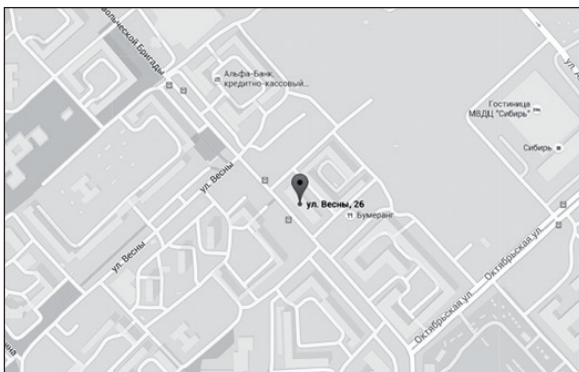 вольческой Бригады
Альфа-Банк,
кредитно-кассовый...
Гостиница
МВДЦ "Сибирь"
Сибирь
ул. Весны
ул. Весны, 26
Бумеранг
ул. Весны
Октябрьская ул.
Октябрьская ул.